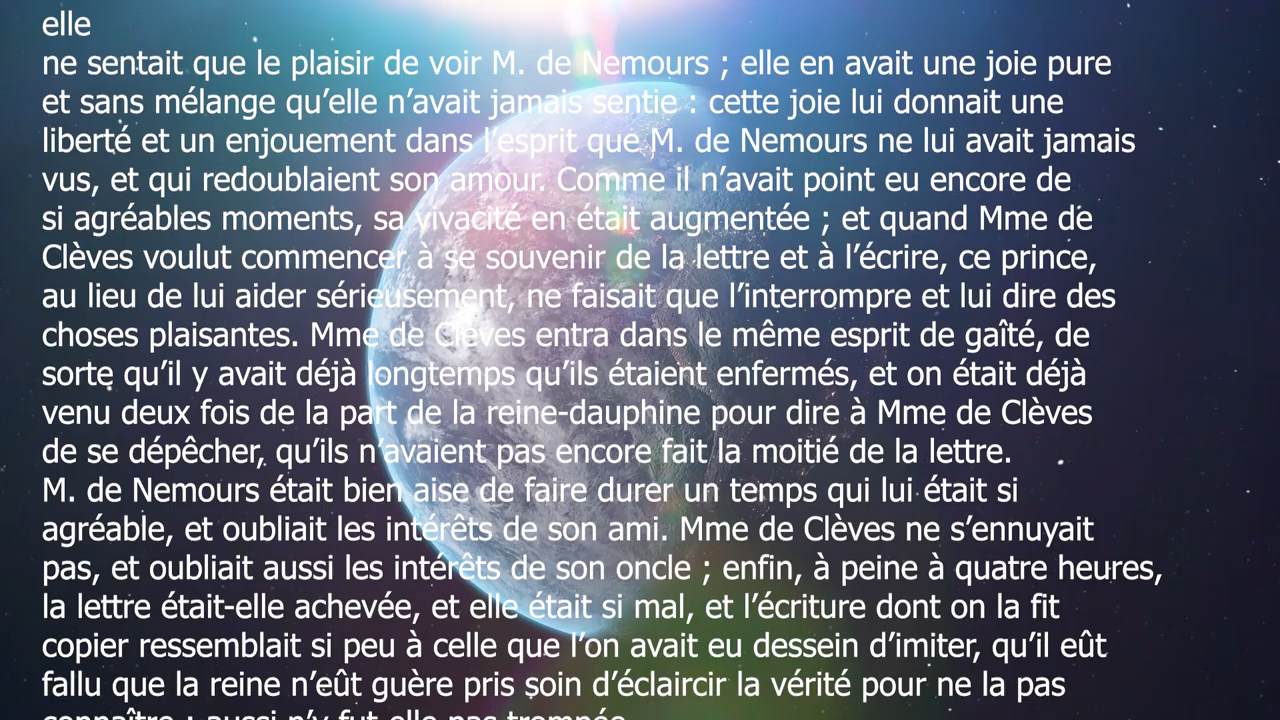 elle
ne sentait que le plaisir de voir M. de Nemours ; elle en avait une joie pure
et sans mélange qu’elle n’avait jamais sentie : cette joie lui donnait une
liberté et un enjouement dans l’esprit que M. de Nemours ne lui avait jamais
vus, et qui redoublaient son amour. Comme il n’avait point eu encore de
si agréables moments, sa vivacité en était augmentée ; et quand Mme de
Clèves voulut commencer à se souvenir de la lettre et à l’écrire, ce prince,
au lieu de lui aider sérieusement, ne faisait que l’interrompre et lui dire des
choses plaisantes. Mme de Clèves entra dans le même esprit de gaîté, de
sorte qu’il y avait déjà longtemps qu’ils étaient enfermés, et on était déjà
venu deux fois de la part de la reine-dauphine pour dire à Mme de Clèves
de se dépêcher, qu’ils n’avaient pas encore fait la moitié de la lettre.
M. de Nemours était bien aise de faire durer un temps qui lui était si
agréable, et oubliait les intérêts de son ami. Mme de Clèves ne s’ennuyait
pas, et oubliait aussi les intérêts de son oncle ; enfin, à peine à quatre heures,
la lettre était-elle achevée, et elle était si mal, et l’écriture dont on la fit
copier ressemblait si peu à celle que l’on avait eu dessein d’imiter, qu’il eût
fallu que la reine n’eût guère pris soin d’éclaircir la vérité pour ne la pas
connaître ; aussi n’y fut-elle pas trompée